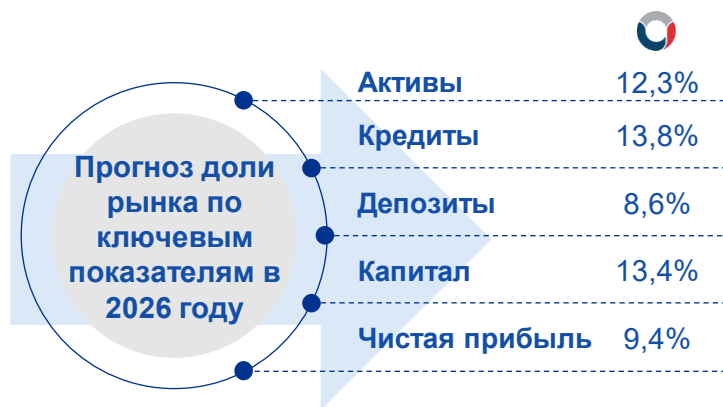 Прогноз доли
рынка по
ключевым
показателям в
2026 году
Активы 12,3%
Кредиты 13,8%
Депозиты 8,6%
Капитал 13,4%
Чистая прибыль 9,4%